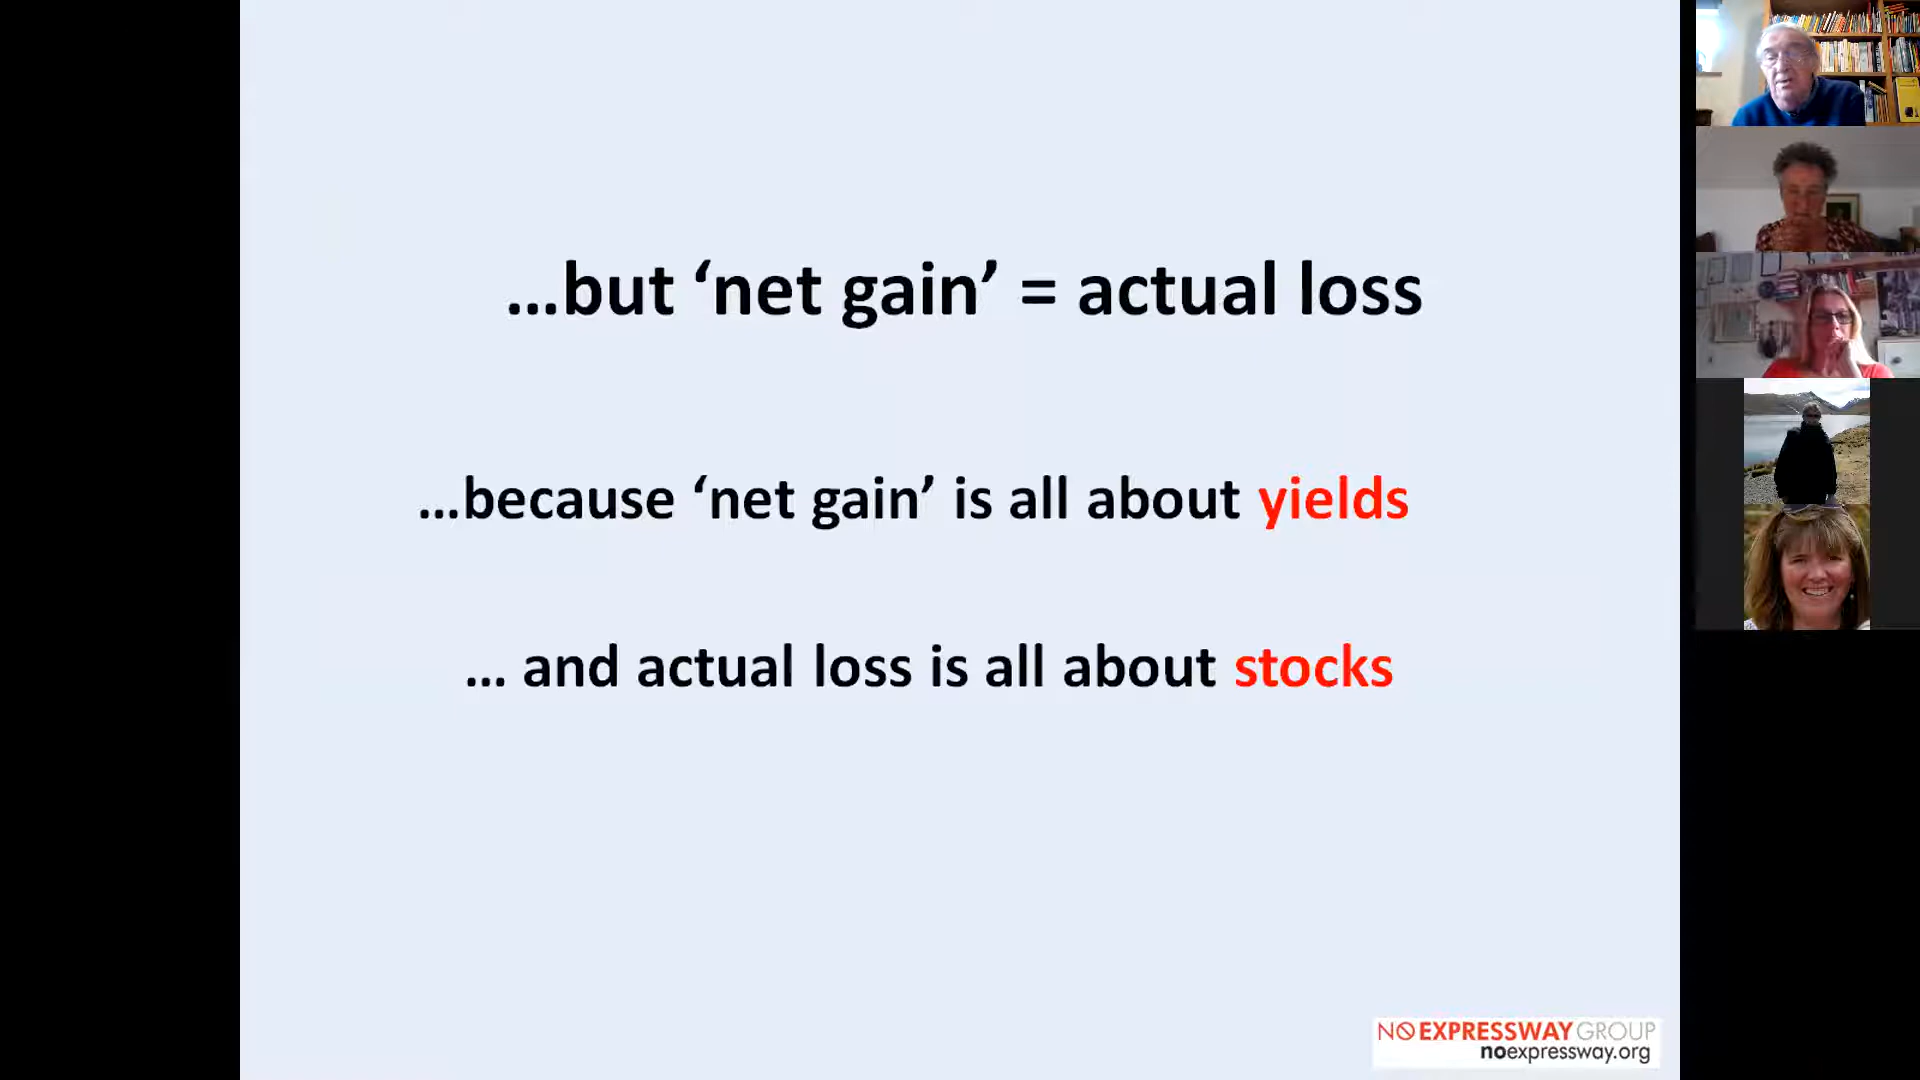 ...but ‘net gain’ = actual loss
...because ‘net gain’ is all about yields
... and actual loss is all about stocks
NO EXPRESSWAY GROUP
noexpressway.org